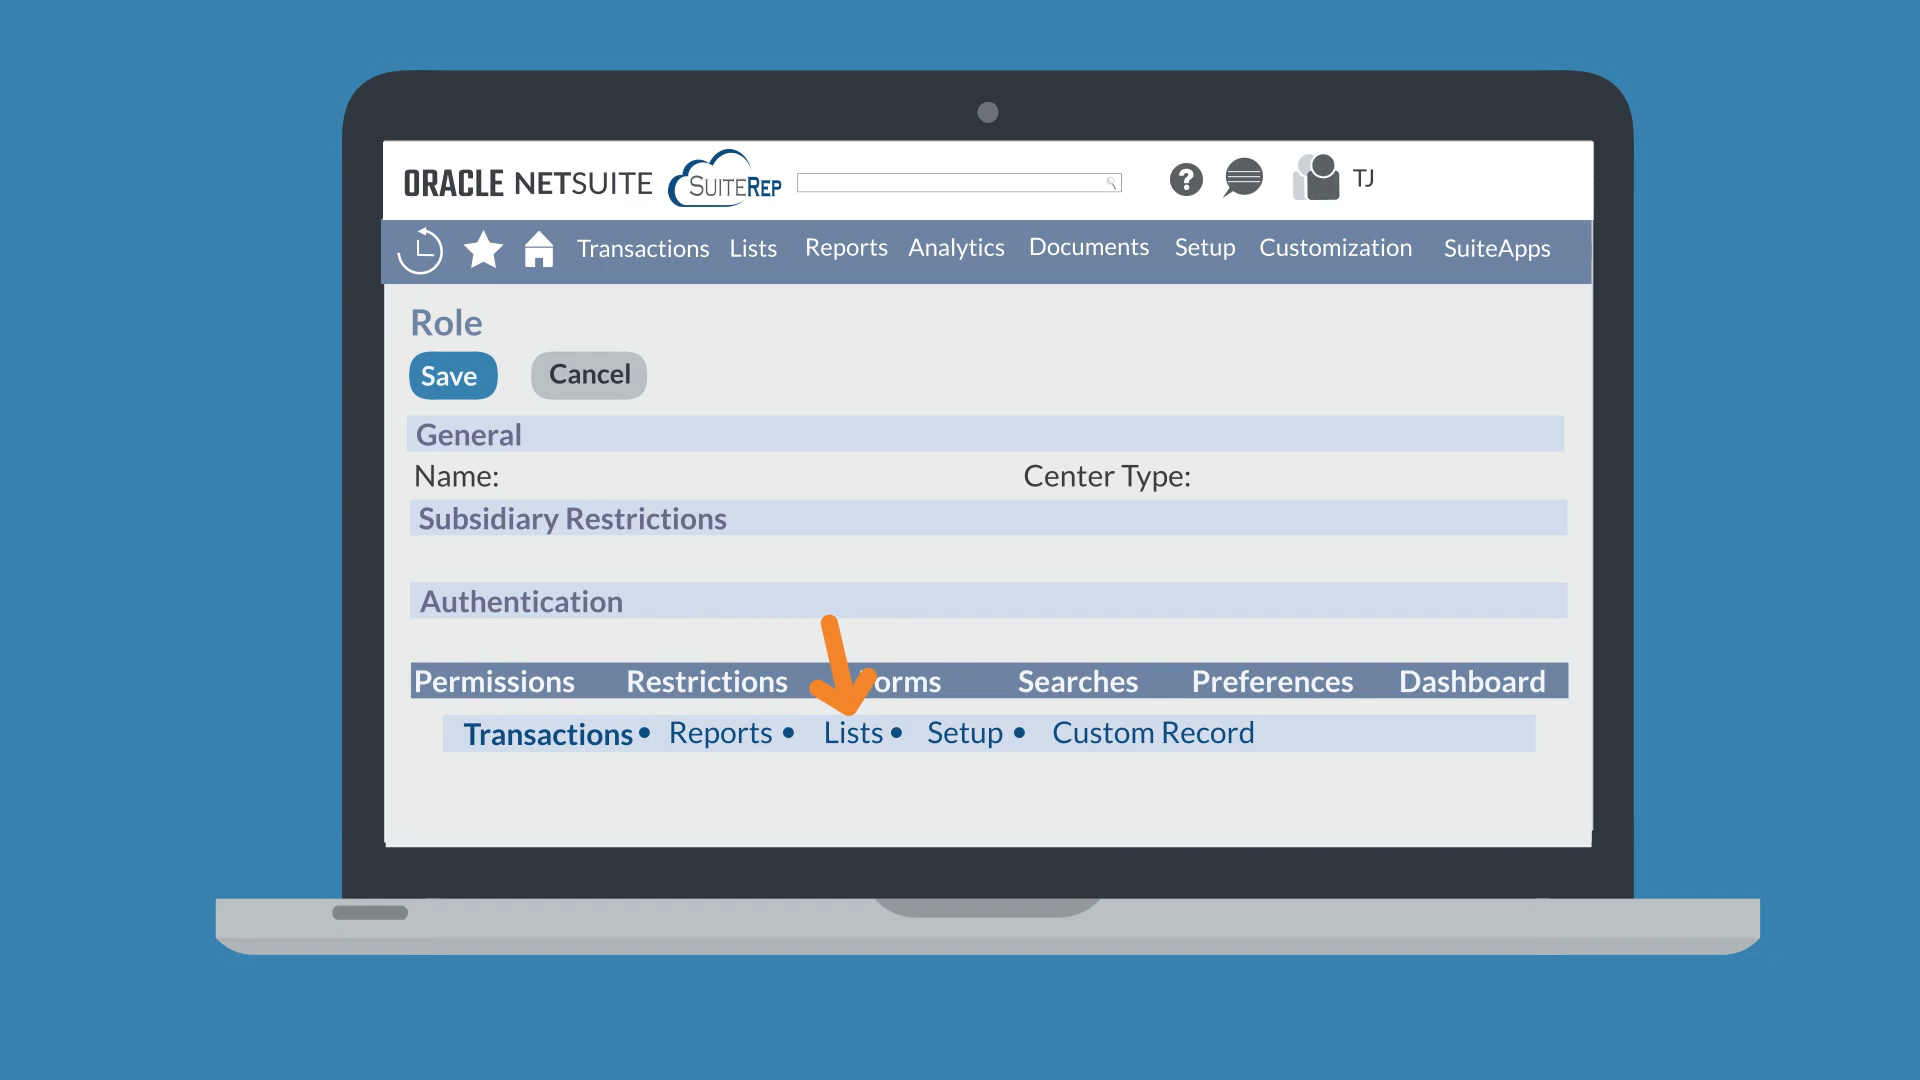 ORACLE NETSUITE SUITEREP ? TJ
Transactions Lists Reports Analytics Documents Setup Customization SuiteApps
Role
Save Cancel
General
Name: Center Type:
Subsidiary Restrictions
Authentication
Permissions Restrictions orms Searches Preferences Dashboard
Transactions • Reports • Lists • Setup • Custom Record